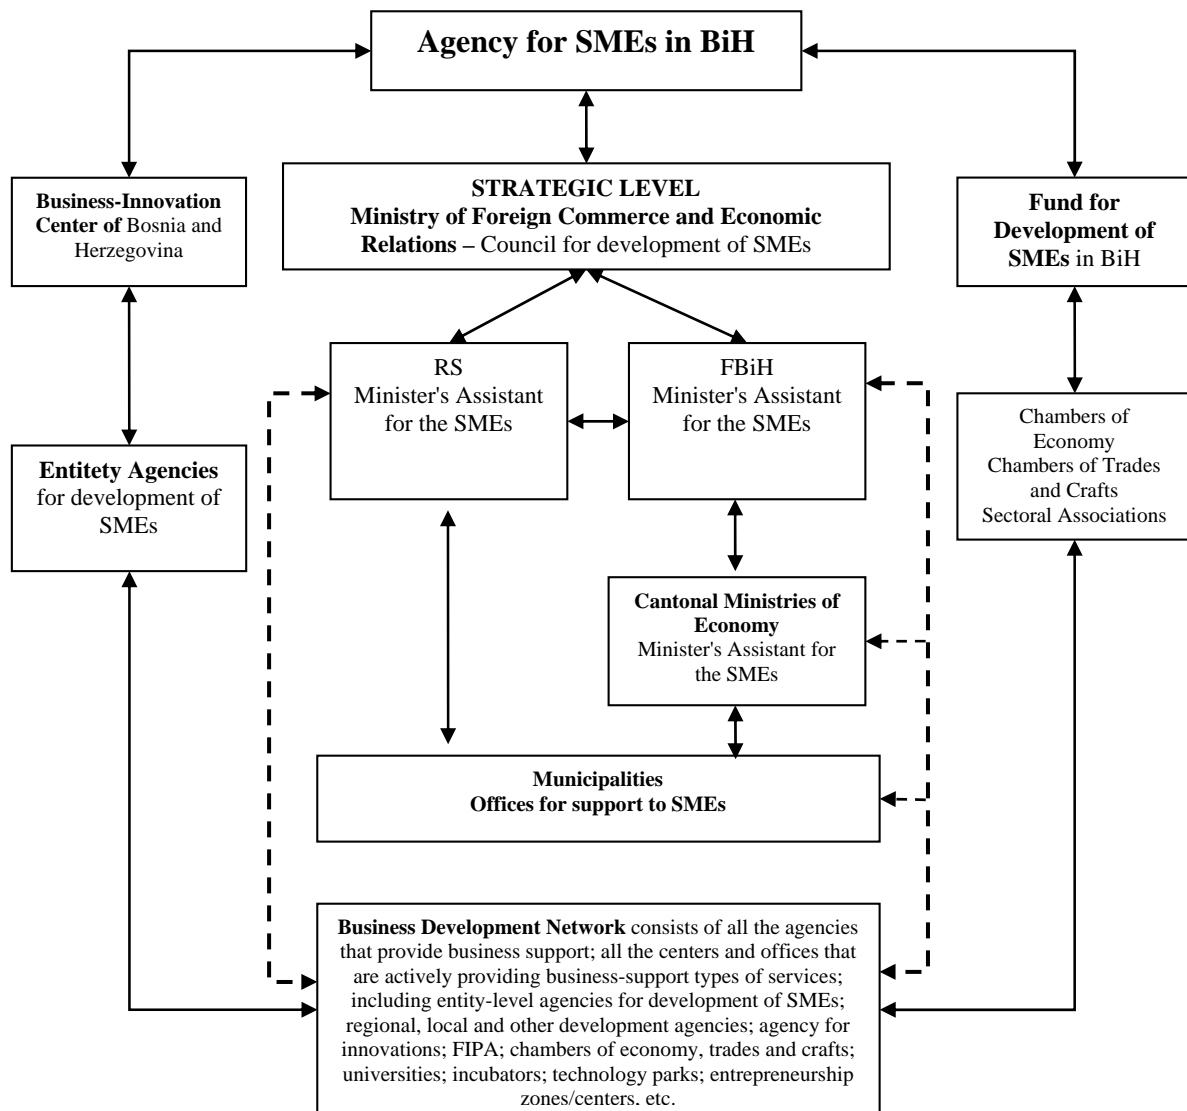 Agency for SMEs in BiH
Business-Innovation
Center of Bosnia and
Herzegovina
STRATEGIC LEVEL
Ministry of Foreign Commerce and Economic
Relations – Council for development of SMEs
Fund for
Development of
SMEs in BiH
RS
Minister's Assistant
for the SMEs
FBiH
Minister's Assistant
for the SMEs
Chambers of
Economy
Chambers of Trades
and Crafts
Sectoral Associations
Entitety Agencies
for development of
SMEs
Cantonal Ministries of
Economy
Minister's Assistant for
the SMEs
Municipalities
Offices for support to SMEs
Business Development Network consists of all the agencies
that provide business support; all the centers and offices that
are actively providing business-support types of services;
including entity-level agencies for development of SMEs;
regional, local and other development agencies; agency for
innovations; FIPA; chambers of economy, trades and crafts;
universities; incubators; technology parks; entrepreneurship
zones/centers, etc.